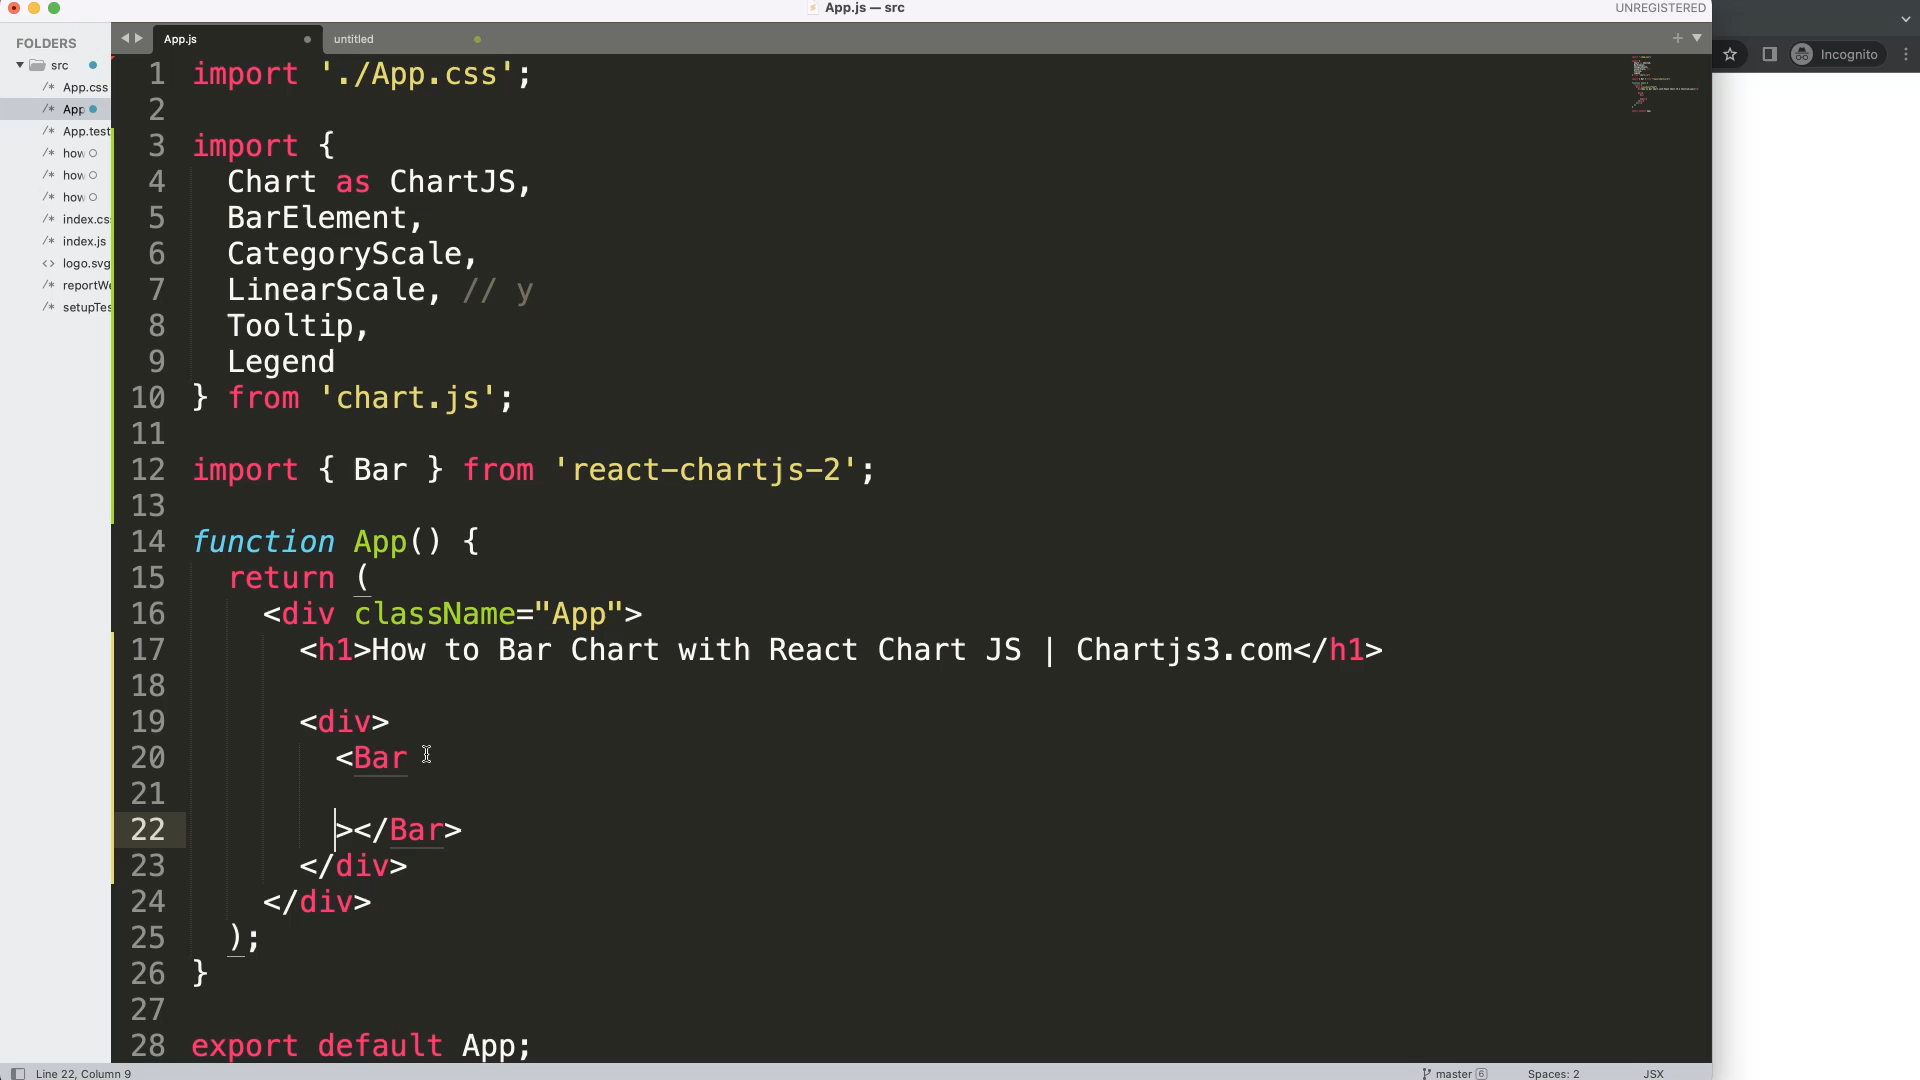 App.js — src
UNREGISTERED
FOLDERS
src
App.css
App
App.test
how
how
how
index.cs
index.js
logo.svg
reportWe
setupTes
App.js
untitled
Incognito
1 import './App.css';
2
3 import {
4 Chart as ChartJS,
5 BarElement,
6 CategoryScale,
7 LinearScale, // y
8 Tooltip,
9 Legend
10 } from 'chart.js';
11
12 import { Bar } from 'react-chartjs-2';
13
14 function App() {
15 return (
16 <div className="App">
17 <h1>How to Bar Chart with React Chart JS | Chartjs3.com</h1>
18
19 <div>
20 <Bar
21
22 ></Bar>
23 </div>
24 </div>
25 );
26 }
27
28 export default App;
Line 22, Column 9
master 6
Spaces: 2
JSX